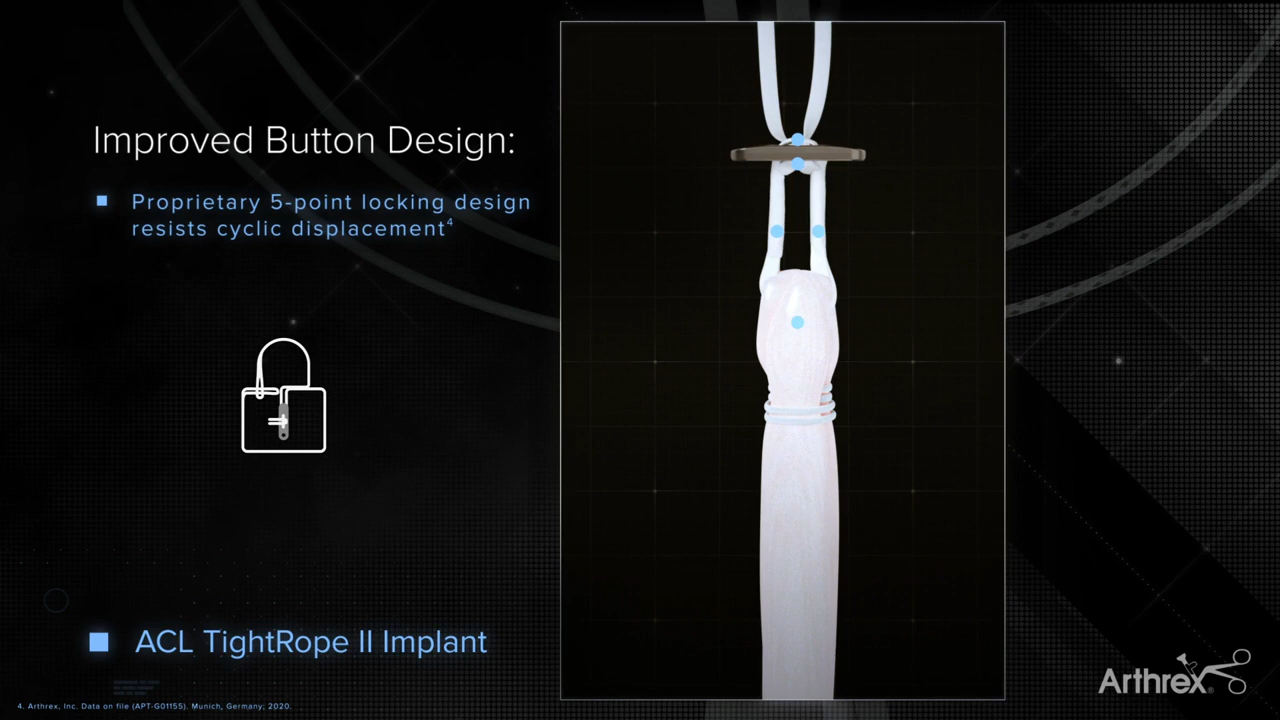 Improved Button Design:
■ Proprietary 5-point locking design
resists cyclic displacement⁴
■ ACL TightRope II Implant
4. Arthrex, Inc. Data on file (APT-G01155). Munich, Germany; 2020.
Arthrex®